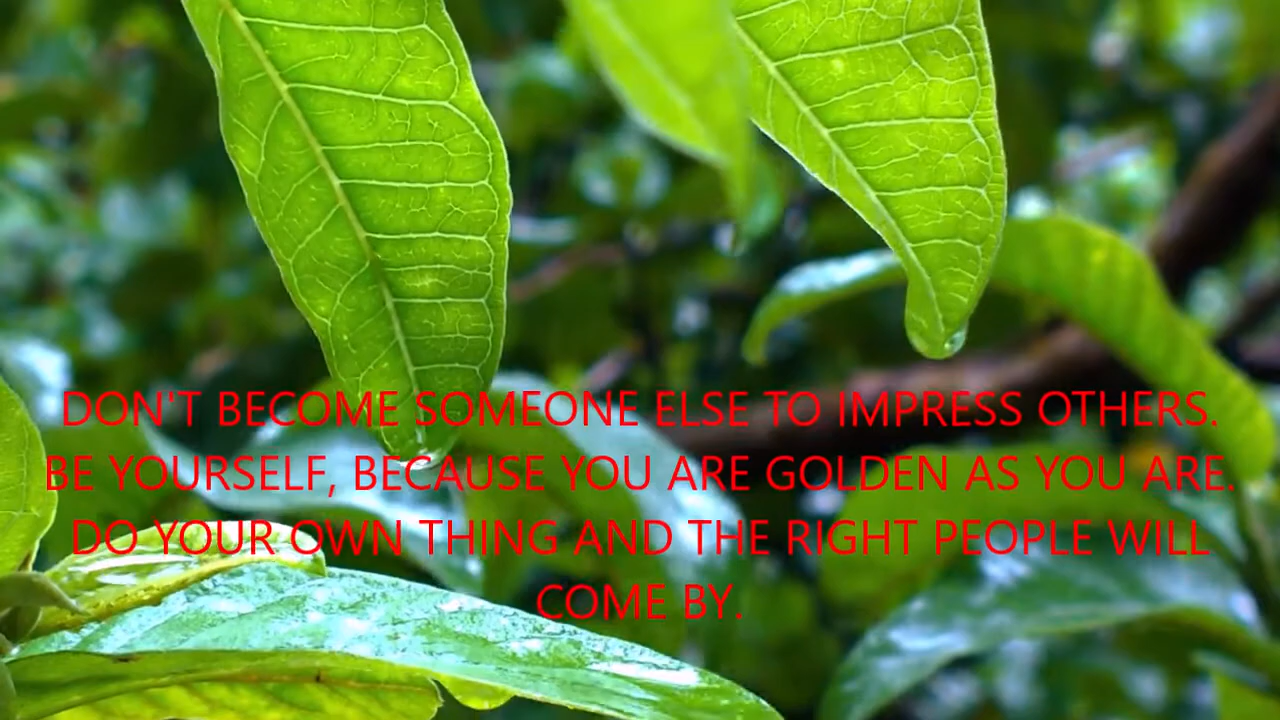 DON'T BECOME SOMEONE ELSE TO IMPRESS OTHERS.
BE YOURSELF, BECAUSE YOU ARE GOLDEN AS YOU ARE.
DO YOUR OWN THING AND THE RIGHT PEOPLE WILL
COME BY.